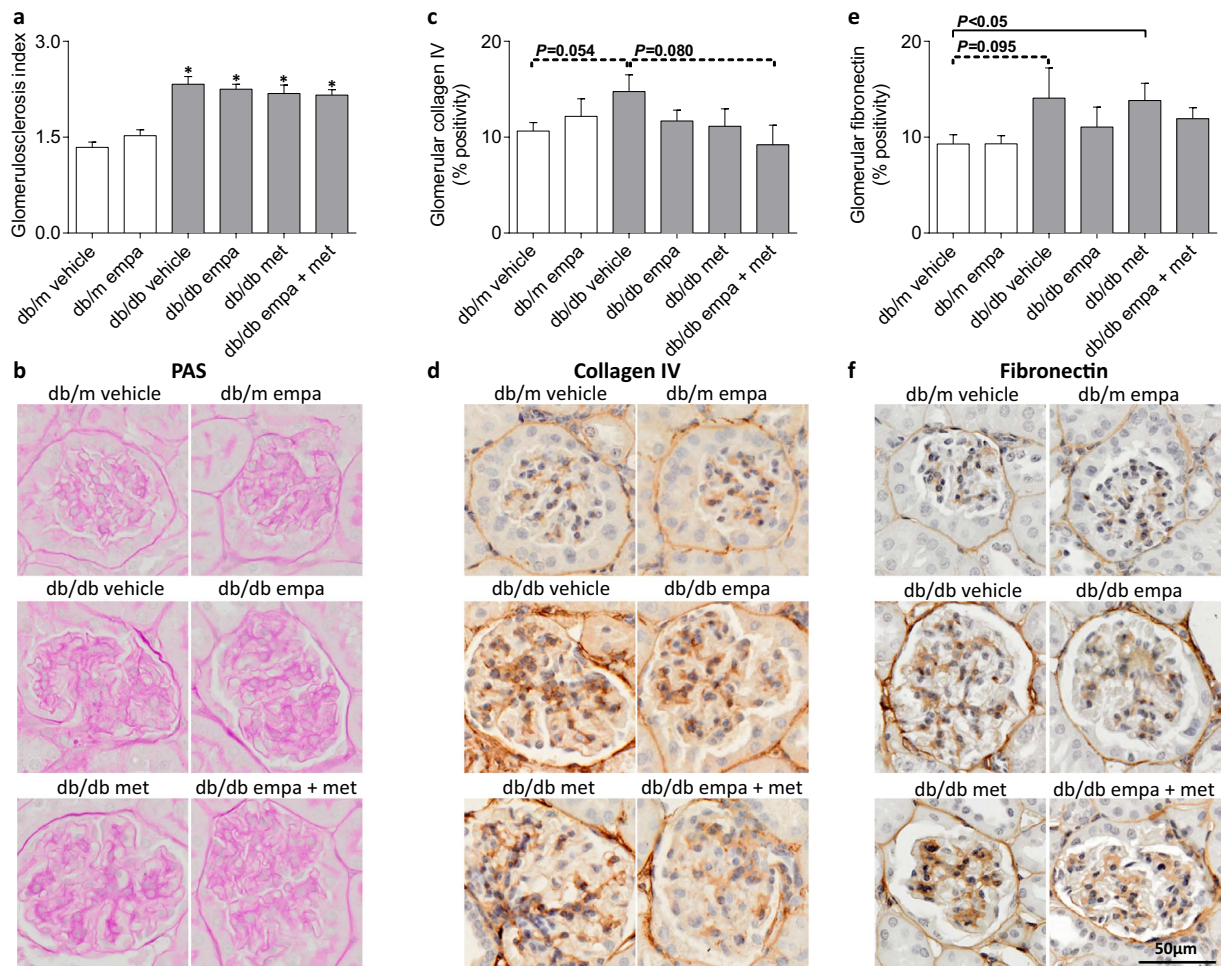 a
Glomerulosclerosis index
3.0
1.5
0.0
*
*
*
*
db/m vehicle
db/m empa
db/db vehicle
db/db empa
db/db met
db/db empa + met
c
Glomerular collagen IV
(% positivity)
20
10
0
P=0.054
P=0.080
db/m vehicle
db/m empa
db/db vehicle
db/db empa
db/db met
db/db empa + met
e
Glomerular fibronectin
(% positivity)
20
10
0
P<0.05
P=0.095
db/m vehicle
db/m empa
db/db vehicle
db/db empa
db/db met
db/db empa + met
b
PAS
db/m vehicle
db/m empa
db/db vehicle
db/db empa
db/db met
db/db empa + met
d
Collagen IV
db/m vehicle
db/m empa
db/db vehicle
db/db empa
db/db met
db/db empa + met
f
Fibronectin
db/m vehicle
db/m empa
db/db vehicle
db/db empa
db/db met
db/db empa + met
50µm